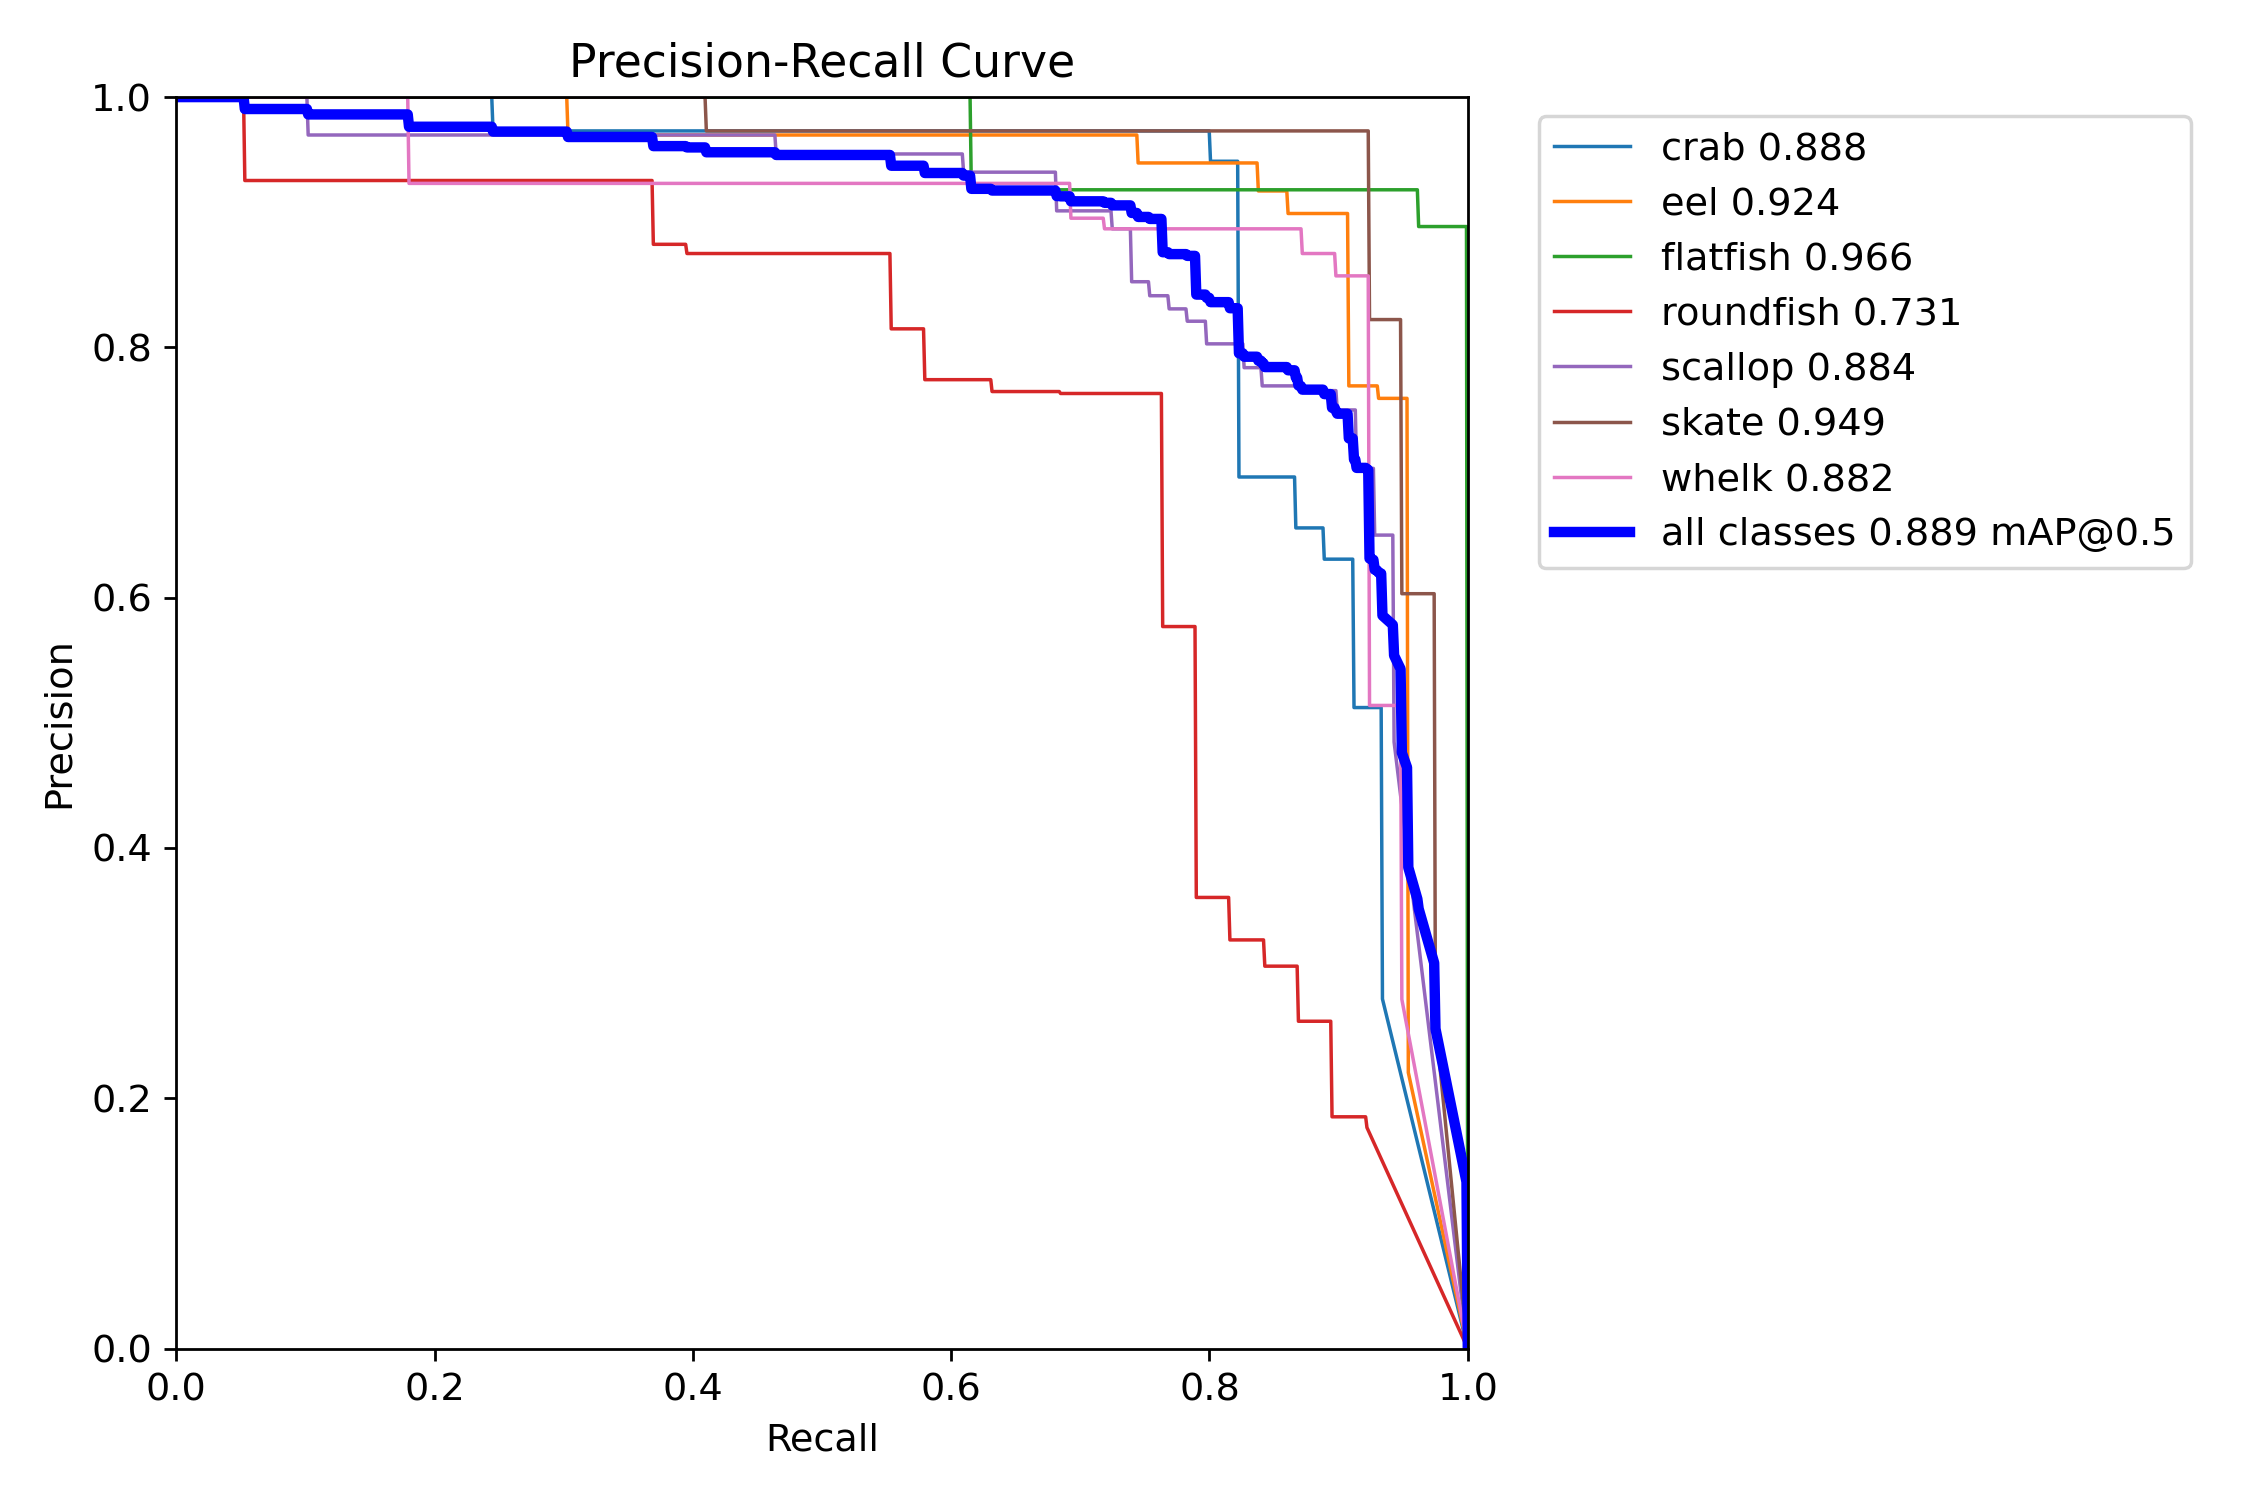 Precision-Recall Curve
1.0
0.8
0.6
0.4
0.2
0.0
Precision
0.0 0.2 0.4 0.6 0.8 1.0
Recall
crab 0.888
eel 0.924
flatfish 0.966
roundfish 0.731
scallop 0.884
skate 0.949
whelk 0.882
all classes 0.889 mAP@0.5